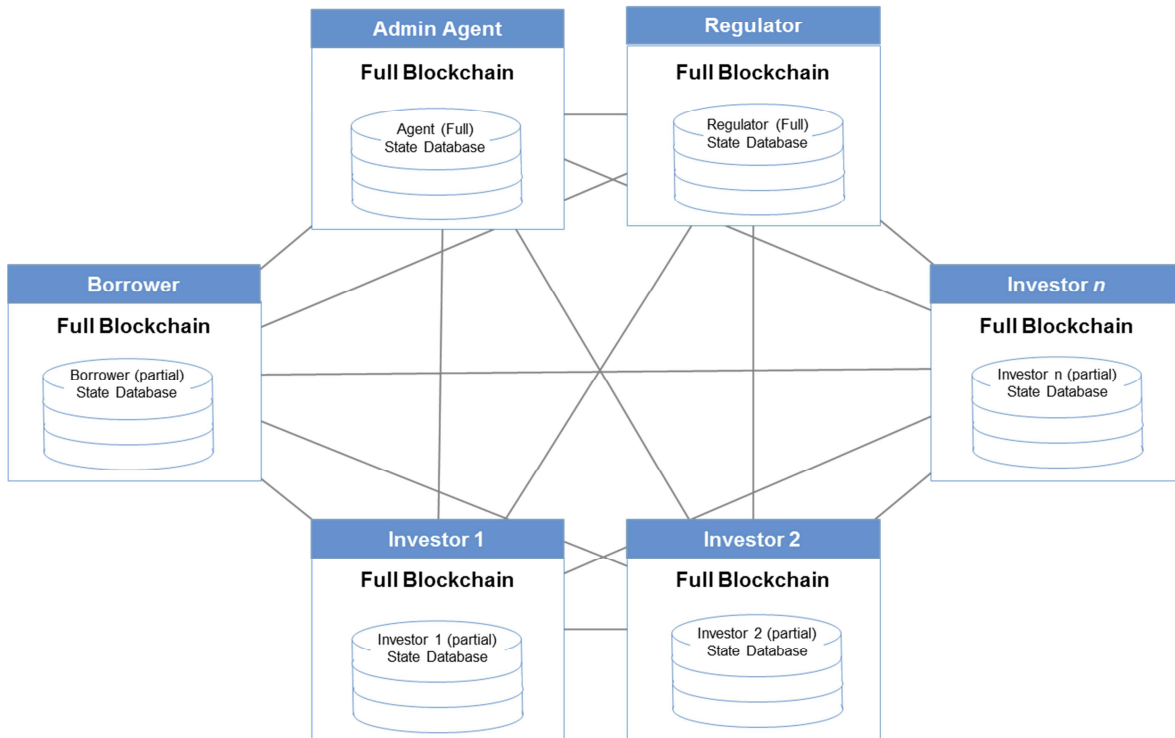 Admin Agent
Full Blockchain
Agent (Full)
State Database
Regulator
Full Blockchain
Regulator (Full)
State Database
Borrower
Full Blockchain
Borrower (partial)
State Database
Investor n
Full Blockchain
Investor n (partial)
State Database
Investor 1
Full Blockchain
Investor 1 (partial)
State Database
Investor 2
Full Blockchain
Investor 2 (partial)
State Database